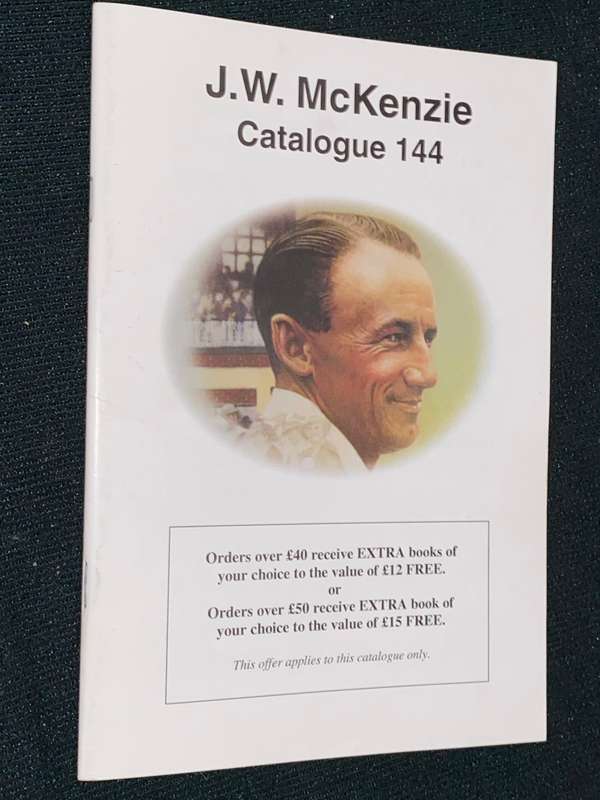 J.W. McKenzie
Catalogue 144
Orders over £40 receive EXTRA books of
your choice to the value of £12 FREE.
or
Orders over £50 receive EXTRA book of
your choice to the value of £15 FREE.
This offer applies to this catalogue only.